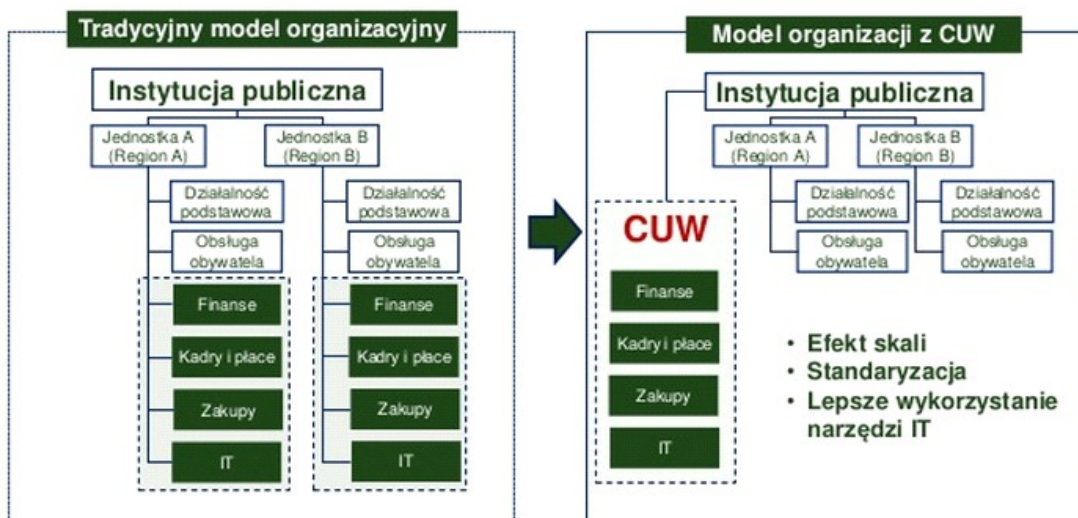 Tradycyjny model organizacyjny
Instytucja publiczna
Jednostka A
(Region A)
Jednostka B
(Region B)
Działalność
podstawowa
Działalność
podstawowa
Obsługa
obywatela
Obsługa
obywatela
Finanse
Finanse
Kadry i płace
Kadry i płace
Zakupy
Zakupy
IT
IT
Model organizacji z CUW
Instytucja publiczna
Jednostka A
(Region A)
Jednostka B
(Region B)
Działalność
podstawowa
Działalność
podstawowa
Obsługa
obywatela
Obsługa
obywatela
CUW
Finanse
Kadry i płace
Zakupy
IT
• Efekt skali
• Standaryzacja
• Lepsze wykorzystanie
narzędzi IT